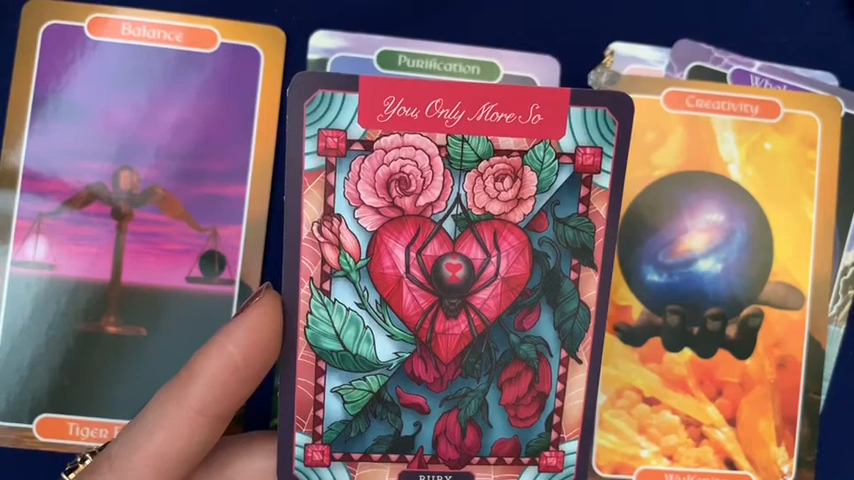 Balance
Purification
You, Only More So
Creativity
Tiger
RUBY